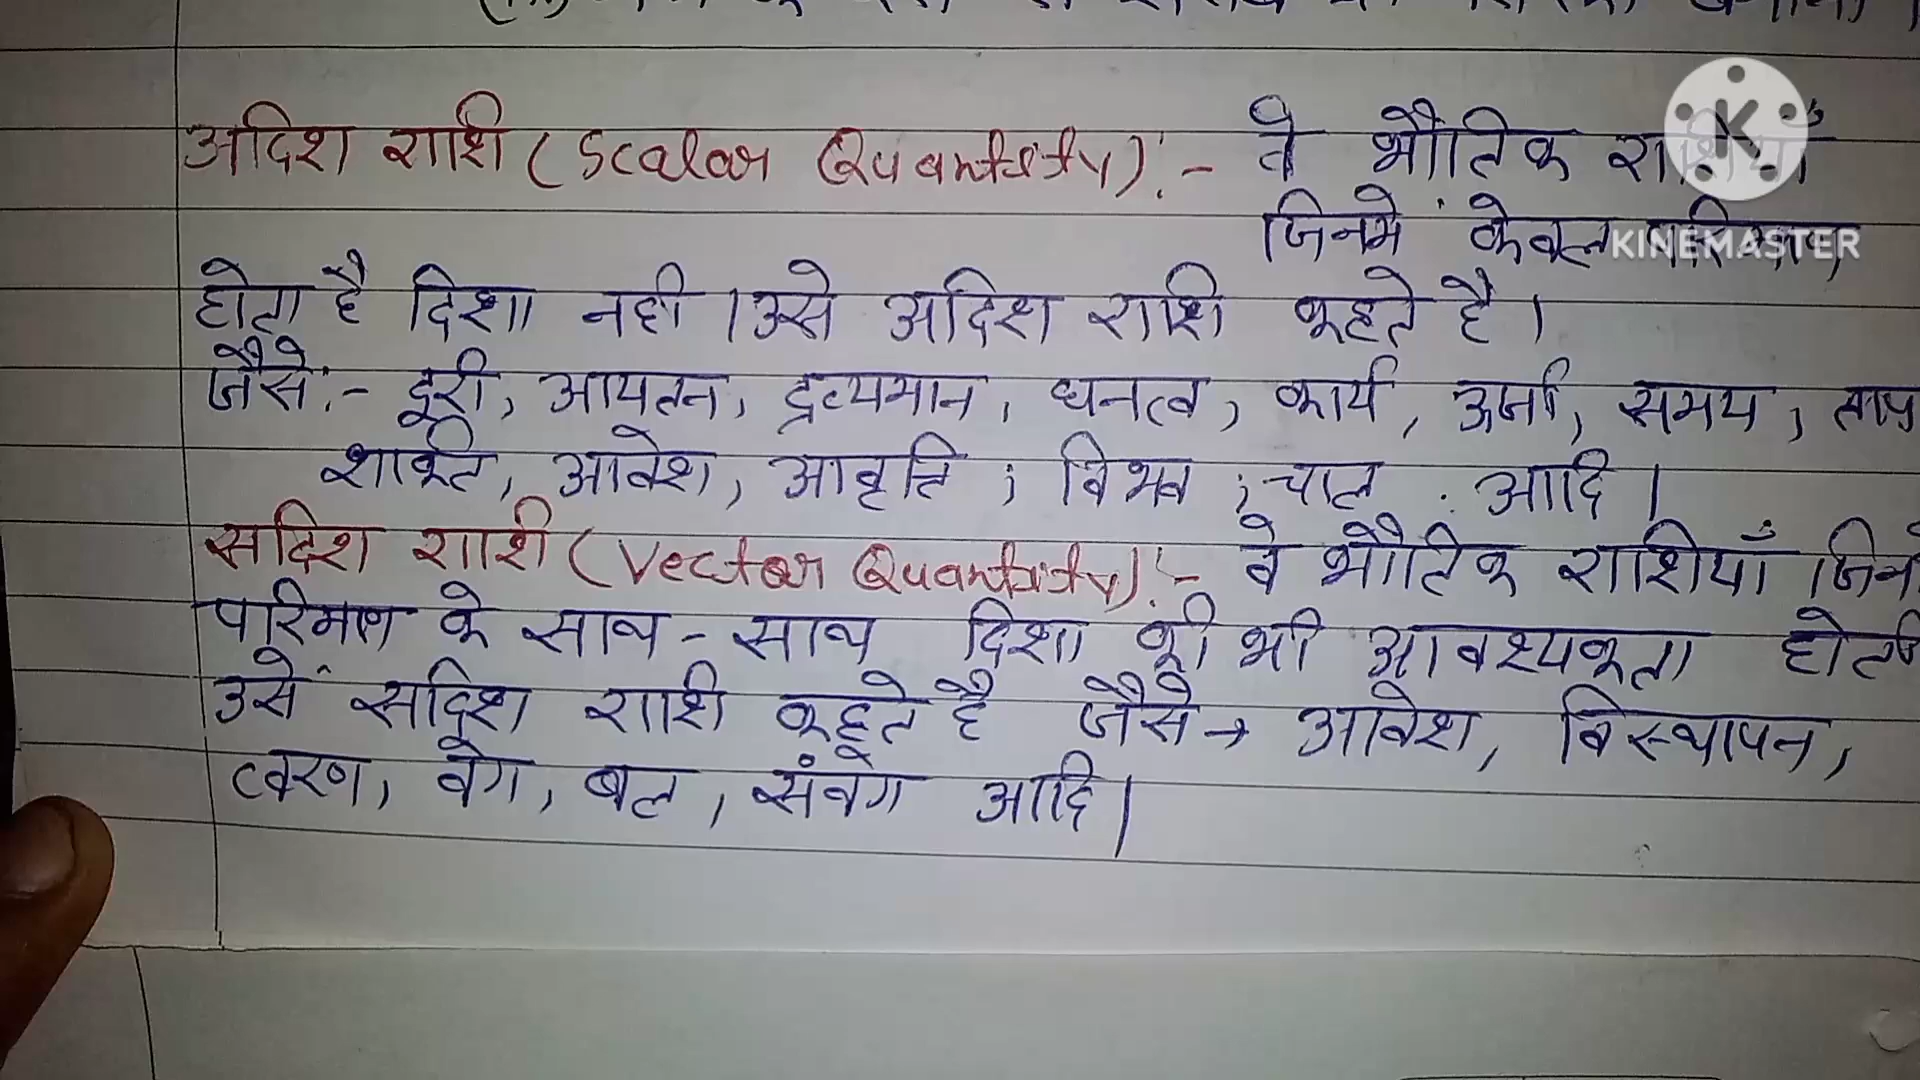 अदिश राशि (Scalar Quantity):- वे भौतिक राशियाँ
जिनमें केवल परिमाण
होता है दिशा नही । उसे अदिश राशि कहते है ।
जैसे:- दूरी, आयतन, द्रव्यमान, घनत्व, कार्य, ऊर्जा, समय, ताप
शक्ति, आवेश, आवृत्ति ; विभव ; चाल . आदि ।
सदिश राशि (Vector Quantity):- वे भौतिक राशियाँ
परिमाण के साथ - साथ दिशा की भी आवश्यकता होती
उसे सदिश राशि कहते है जैसे → आवेश, विस्थापन,
त्वरण, वेग, बल, संवेग आदि ।
K
KINEMASTER